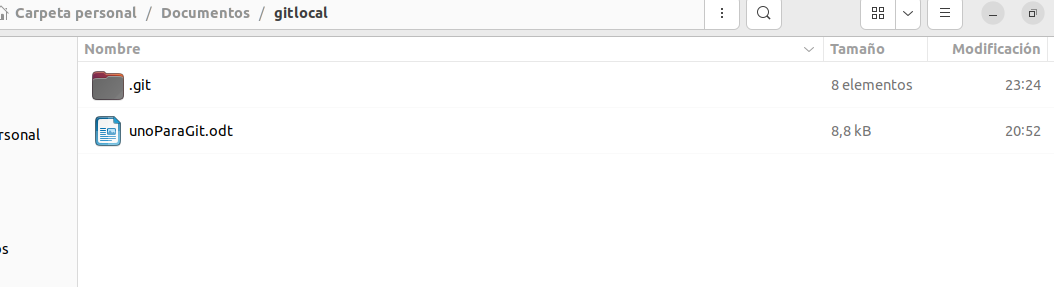 Carpeta personal / Documentos / gitlocal
Nombre Tamaño Modificación
.git 8 elementos 23:24
unoParaGit.odt 8,8 kB 20:52
rsonal
os